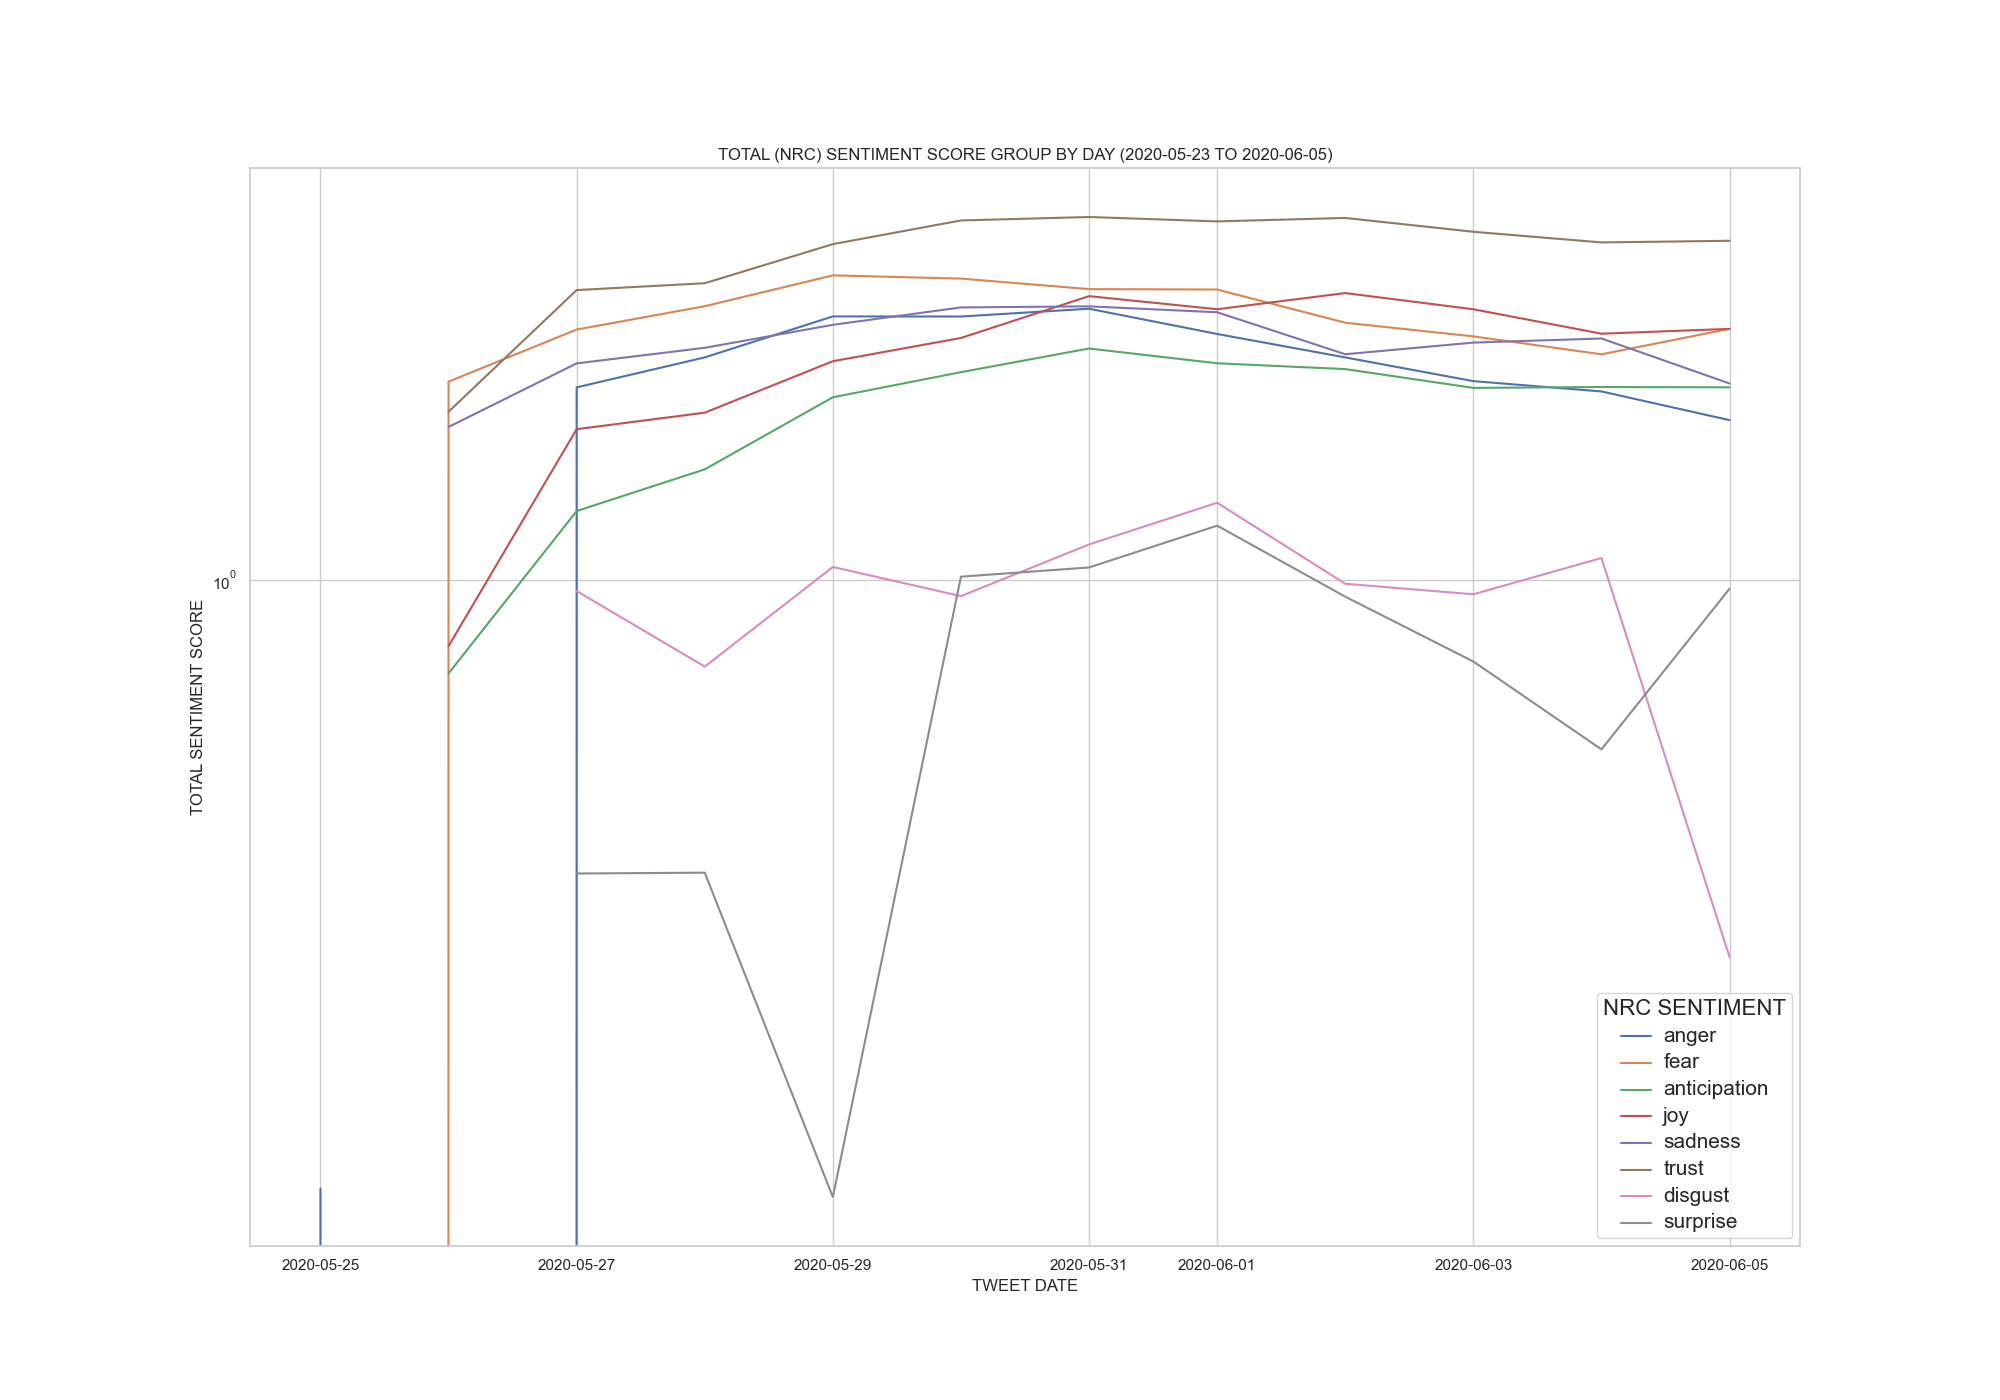 TOTAL (NRC) SENTIMENT SCORE GROUP BY DAY (2020-05-23 TO 2020-06-05)
10⁰
TOTAL SENTIMENT SCORE
NRC SENTIMENT
anger
fear
anticipation
joy
sadness
trust
disgust
surprise
2020-05-25 2020-05-27 2020-05-29 2020-05-31 2020-06-01 2020-06-03 2020-06-05
TWEET DATE